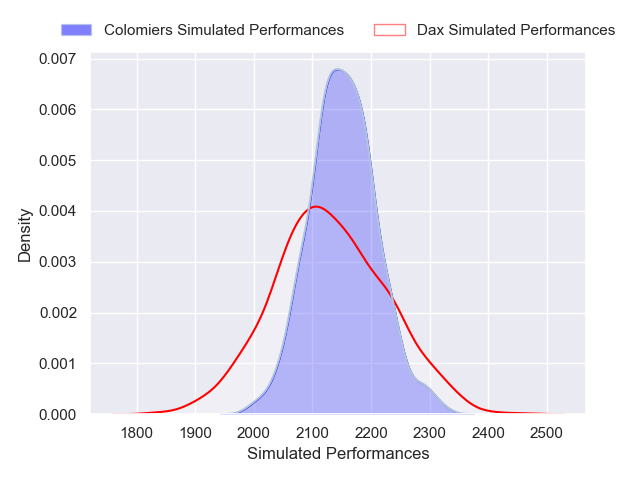 Colomiers Simulated Performances
Dax Simulated Performances
0.007
0.006
0.005
0.004
0.003
0.002
0.001
0.000
Density
1800 1900 2000 2100 2200 2300 2400 2500
Simulated Performances